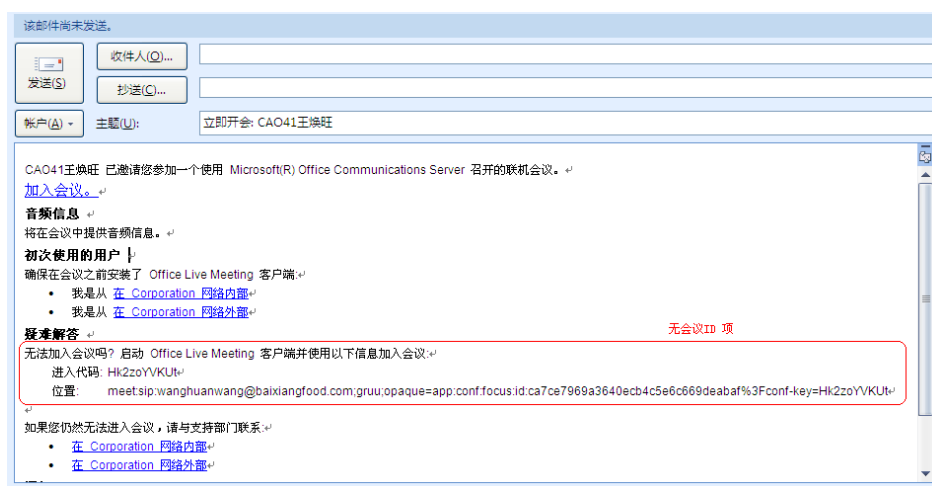 该邮件尚未发送。
收件人(O)...
发送(S)
抄送(C)...
帐户(A)
主题(U):
立即开会: CAO41王焕旺
CAO41王焕旺 已邀请您参加一个使用 Microsoft(R) Office Communications Server 召开的联机会议。
加入会议。
音频信息
将在会议中提供音频信息。
初次使用的用户
确保在会议之前安装了 Office Live Meeting 客户端:
• 我是从 在 Corporation 网络内部
• 我是从 在 Corporation 网络外部
疑难解答
无会议ID 项
无法加入会议吗? 启动 Office Live Meeting 客户端并使用以下信息加入会议:
进入代码: Hk2zoYVKUt
位置: meet:sip:wanghuanwang@baixiangfood.com;gruu;opaque=app:conf:focus:id:ca7ce7969a3640ecb4c5e6c669deabaf%3Fconf-key=Hk2zoYVKUt
如果您仍然无法进入会议，请与支持部门联系:
• 在 Corporation 网络内部
• 在 Corporation 网络外部